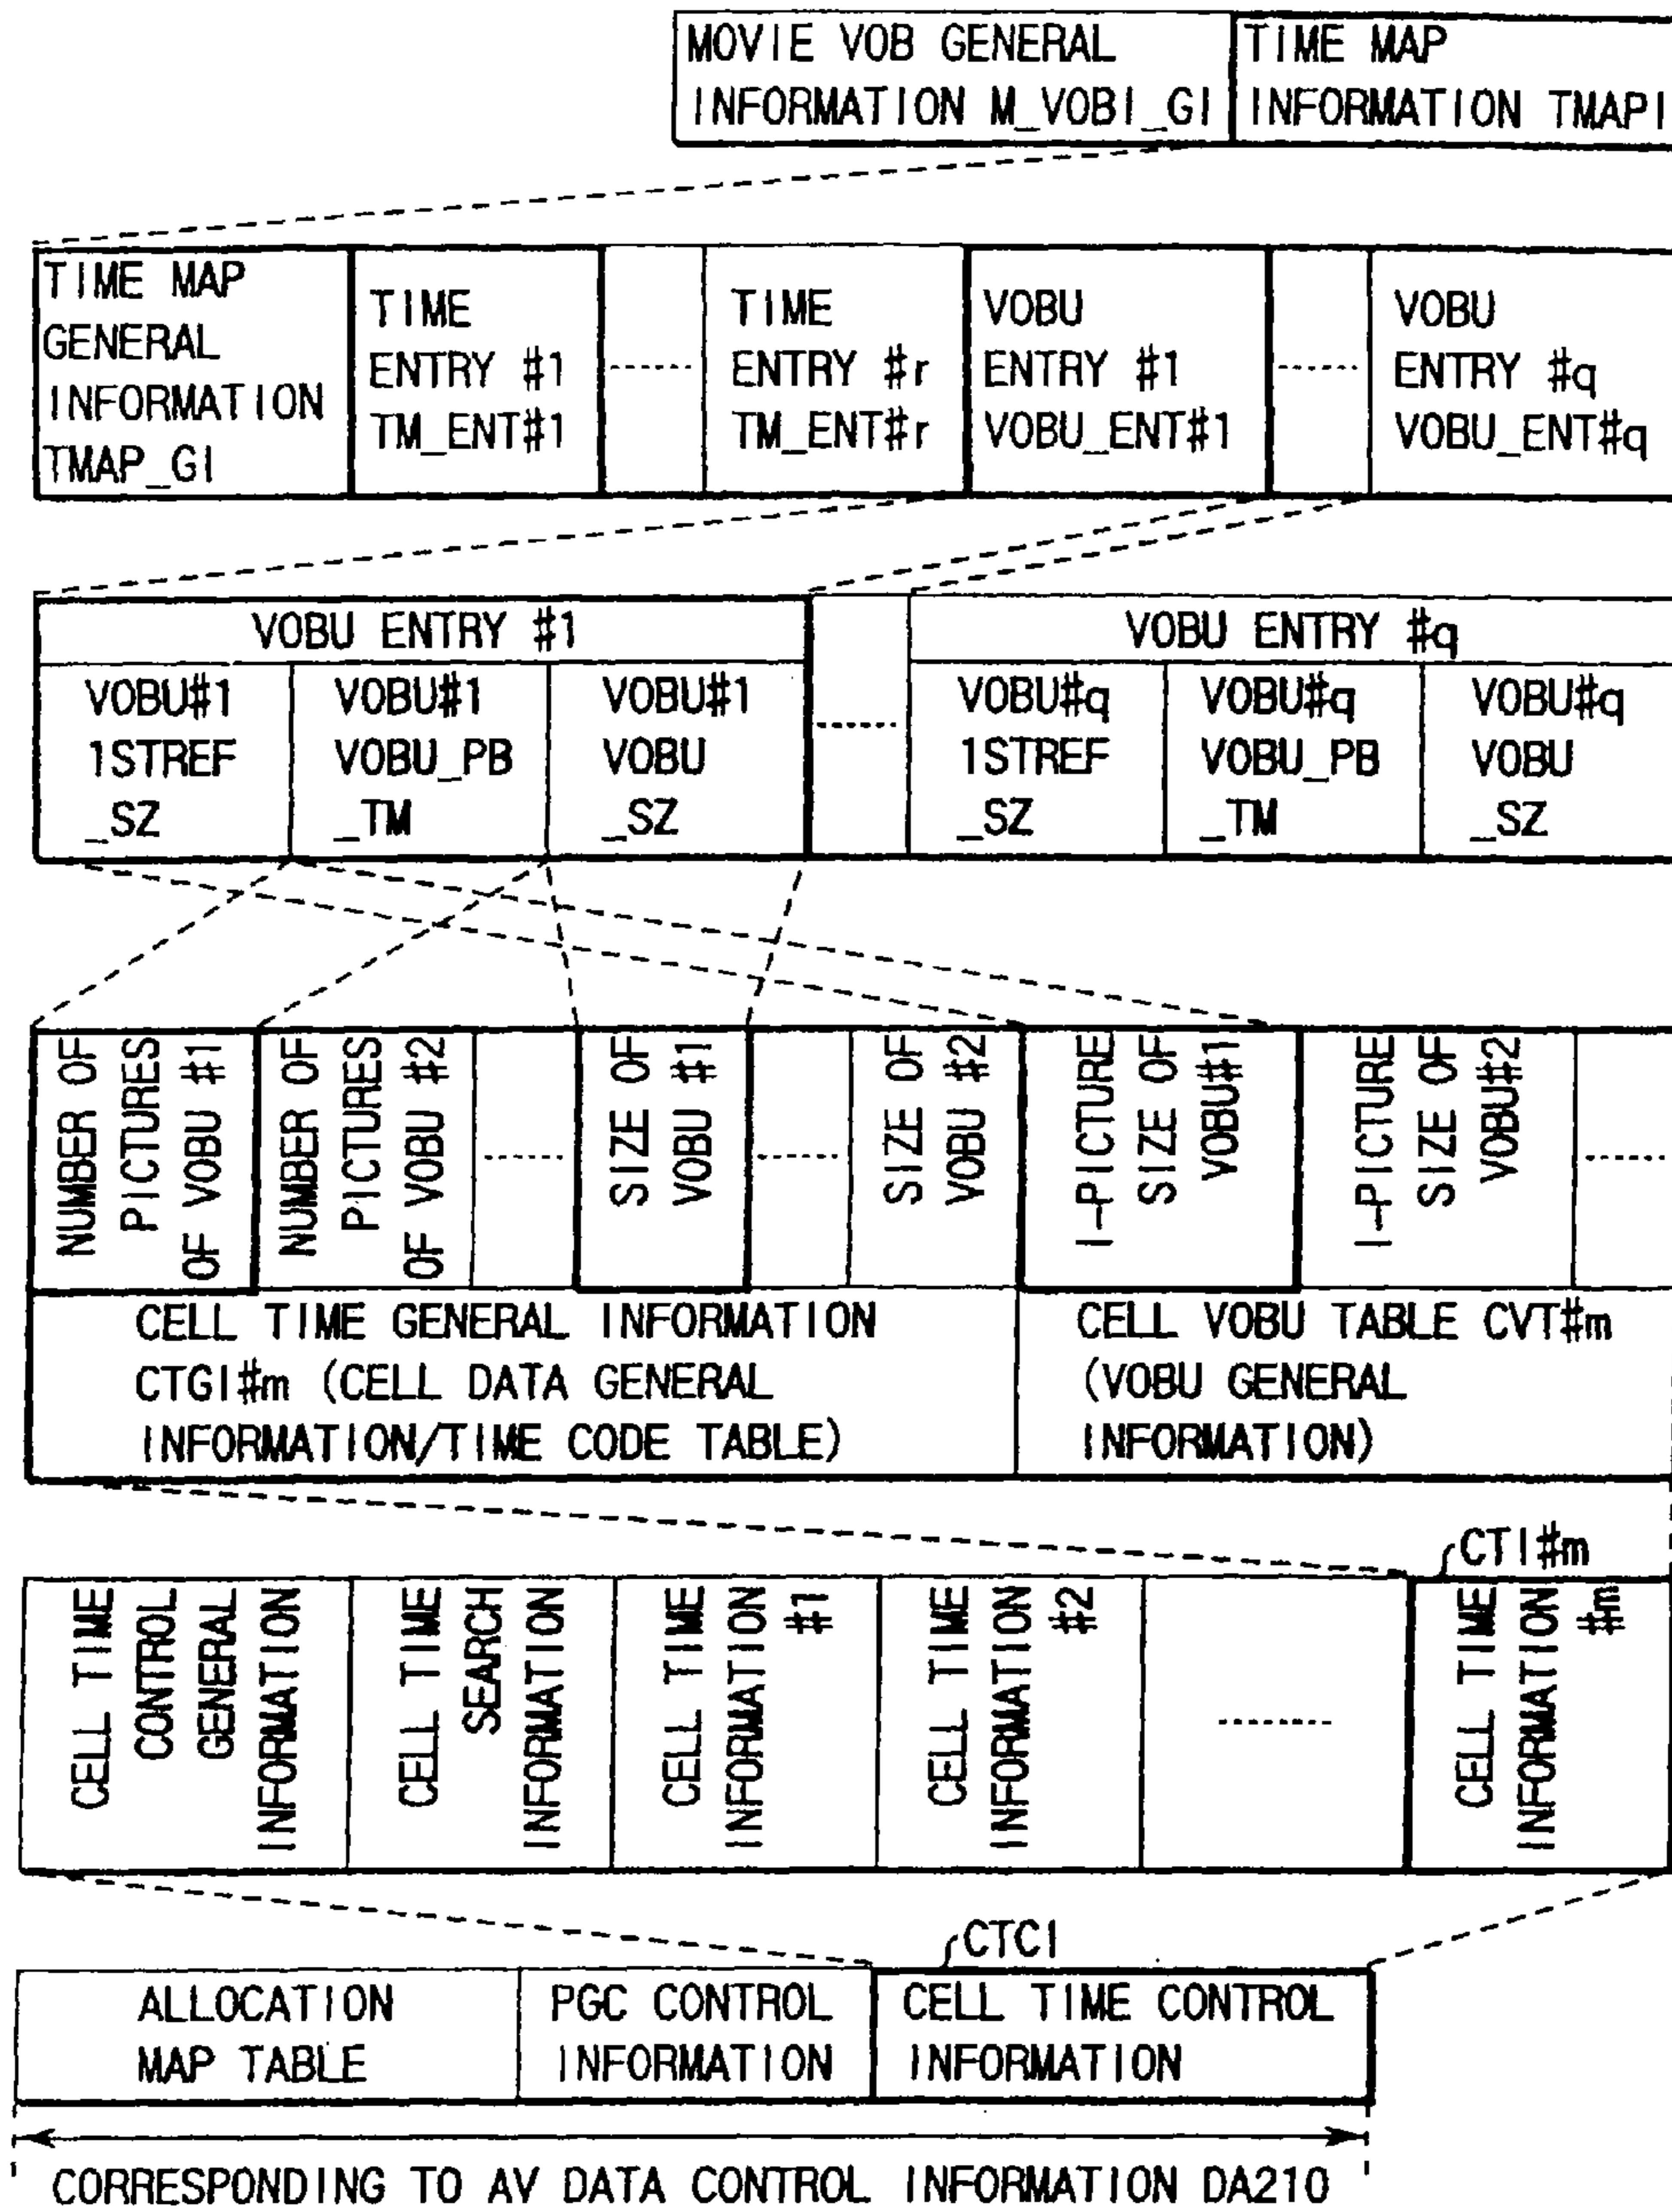 MOVIE VOB GENERAL
INFORMATION M_VOBI_GI
TIME MAP
INFORMATION TMAPI
TIME MAP
GENERAL
INFORMATION
TMAP_GI
TIME
ENTRY #1
TM_ENT#1
TIME
ENTRY #r
TM_ENT#r
VOBU
ENTRY #1
VOBU_ENT#1
VOBU
ENTRY #q
VOBU_ENT#q
VOBU ENTRY #1
VOBU#1
1STREF
_SZ
VOBU#1
VOBU_PB
_TM
VOBU#1
VOBU
_SZ
VOBU ENTRY #q
VOBU#q
1STREF
_SZ
VOBU#q
VOBU_PB
_TM
VOBU#q
VOBU
_SZ
NUMBER OF
PICTURES
OF VOBU #1
NUMBER OF
PICTURES
OF VOBU #2
SIZE OF
VOBU #1
SIZE OF
VOBU #2
I-PICTURE
SIZE OF
VOBU#1
I-PICTURE
SIZE OF
VOBU#2
CELL TIME GENERAL INFORMATION
CTGI#m (CELL DATA GENERAL
INFORMATION/TIME CODE TABLE)
CELL VOBU TABLE CVT#m
(VOBU GENERAL
INFORMATION)
CTI#m
CELL TIME
CONTROL
GENERAL
INFORMATION
CELL TIME
SEARCH
INFORMATION
CELL TIME
INFORMATION
#1
CELL TIME
INFORMATION
#2
CELL TIME
INFORMATION
#m
CTCI
ALLOCATION
MAP TABLE
PGC CONTROL
INFORMATION
CELL TIME CONTROL
INFORMATION
CORRESPONDING TO AV DATA CONTROL INFORMATION DA210